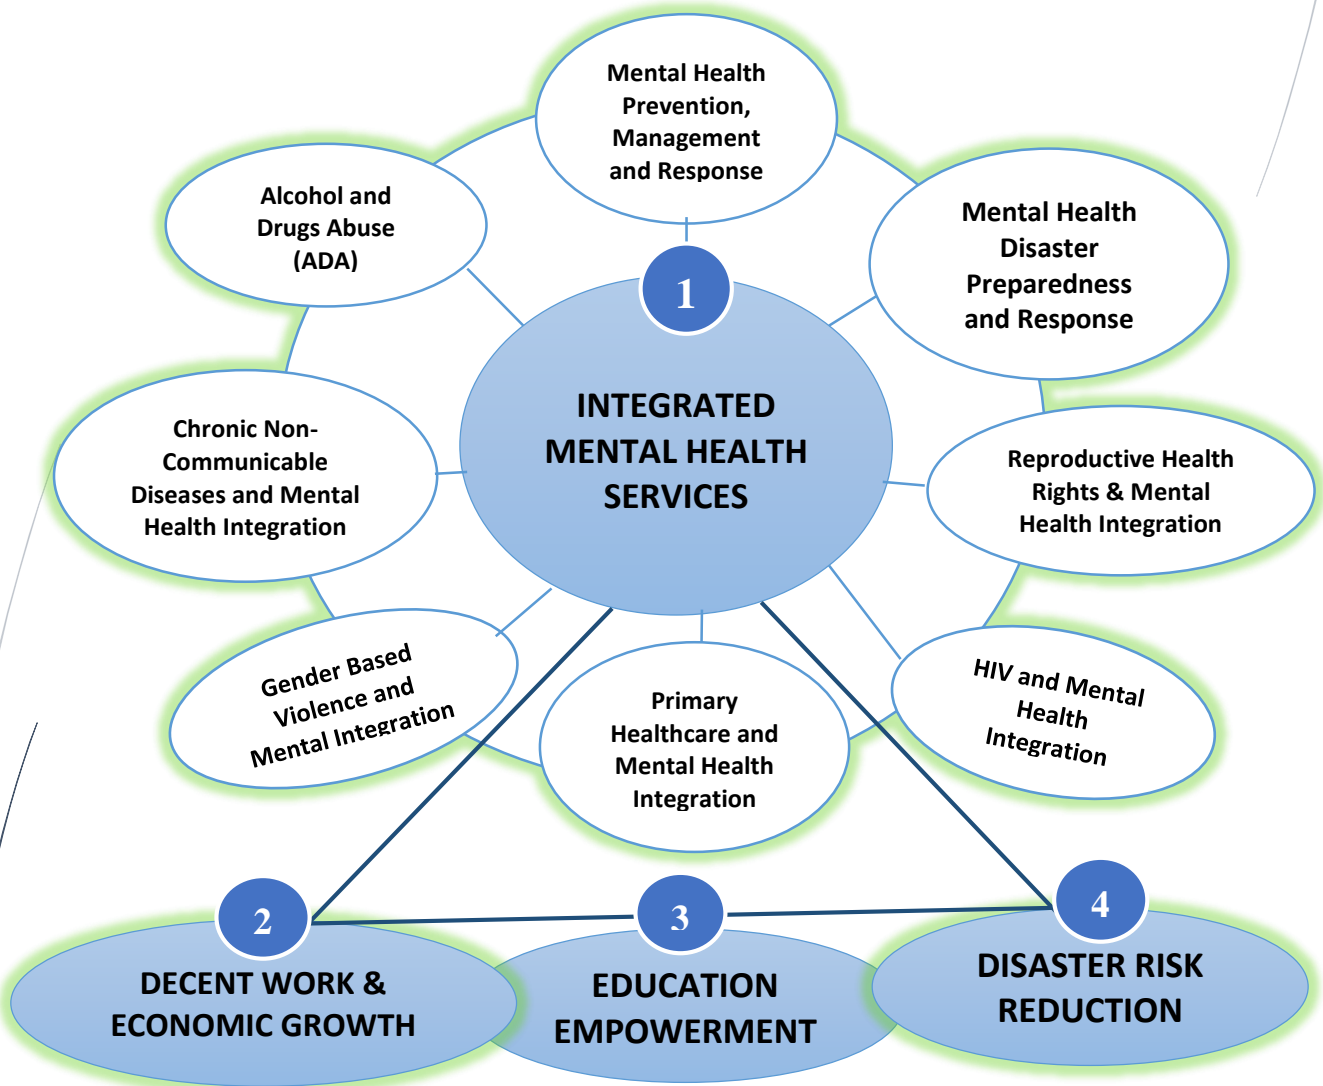 Mental Health
Prevention,
Management
and Response
Alcohol and
Drugs Abuse
(ADA)
Mental Health
Disaster
Preparedness
and Response
1
INTEGRATED
MENTAL HEALTH
SERVICES
Chronic Non-
Communicable
Diseases and Mental
Health Integration
Reproductive Health
Rights & Mental
Health Integration
Gender Based
Violence and
Mental Integration
Primary
Healthcare and
Mental Health
Integration
HIV and Mental
Health
Integration
2
DECENT WORK &
ECONOMIC GROWTH
3
EDUCATION
EMPOWERMENT
4
DISASTER RISK
REDUCTION